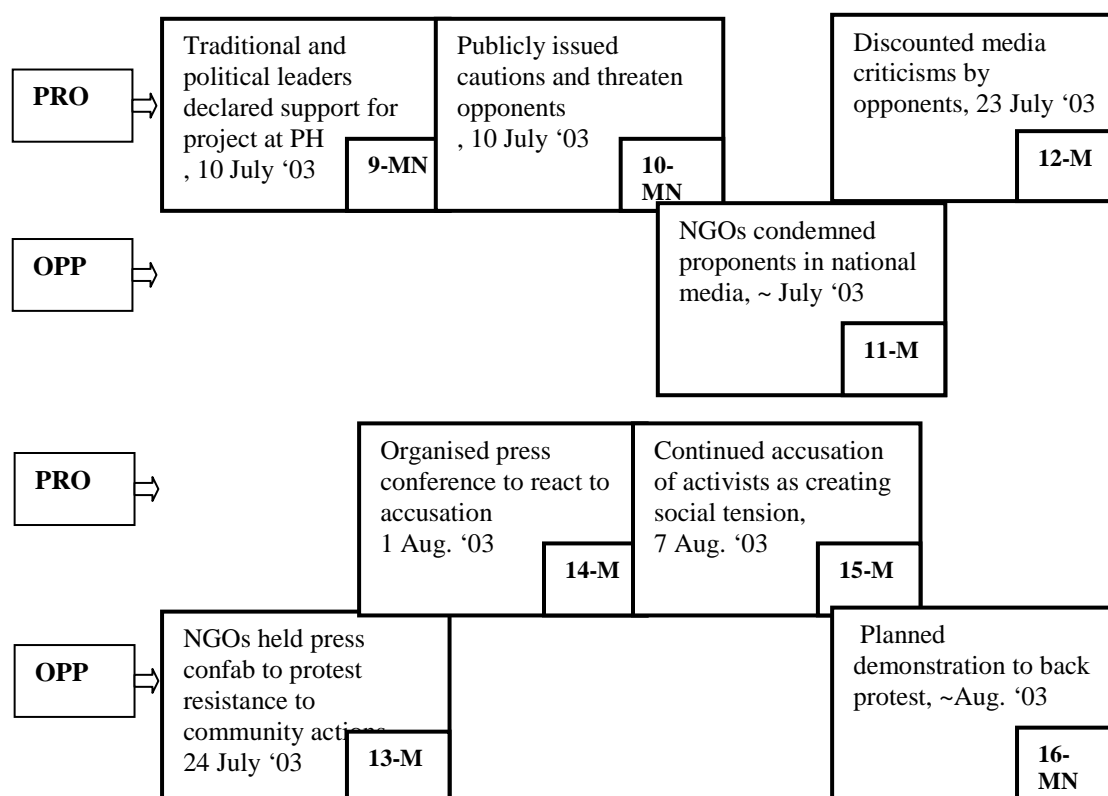 PRO
Traditional and
political leaders
declared support for
project at PH
, 10 July ‘03
9-MN
Publicly issued
cautions and threaten
opponents
, 10 July ‘03
10-
MN
Discounted media
criticisms by
opponents, 23 July ‘03
12-M
OPP
NGOs condemned
proponents in national
media, ~ July ‘03
11-M
PRO
Organised press
conference to react to
accusation
1 Aug. ‘03
14-M
Continued accusation
of activists as creating
social tension,
7 Aug. ‘03
15-M
OPP
NGOs held press
confab to protest
resistance to
community actions
24 July ‘03
13-M
Planned
demonstration to back
protest, ~Aug. ‘03
16-
MN